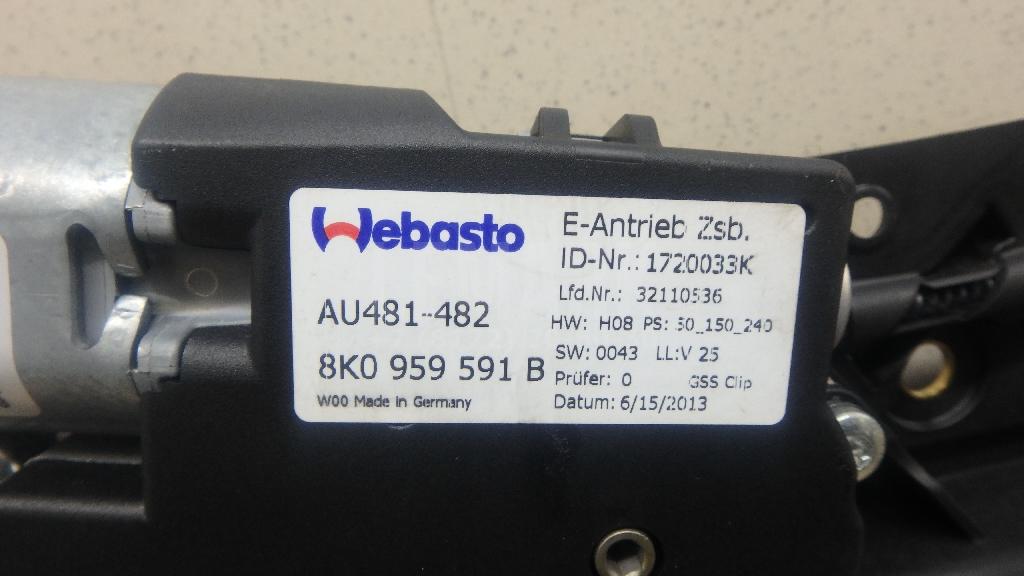 Webasto
AU481-482
8K0 959 591 B
W00 Made in Germany
E-Antrieb Zsb.
ID-Nr.: 1720033K
Lfd.Nr.: 32110536
HW: H08 PS: 50_150_240
SW: 0043 LL:V 25
Prüfer: 0 GSS Clip
Datum: 6/15/2013